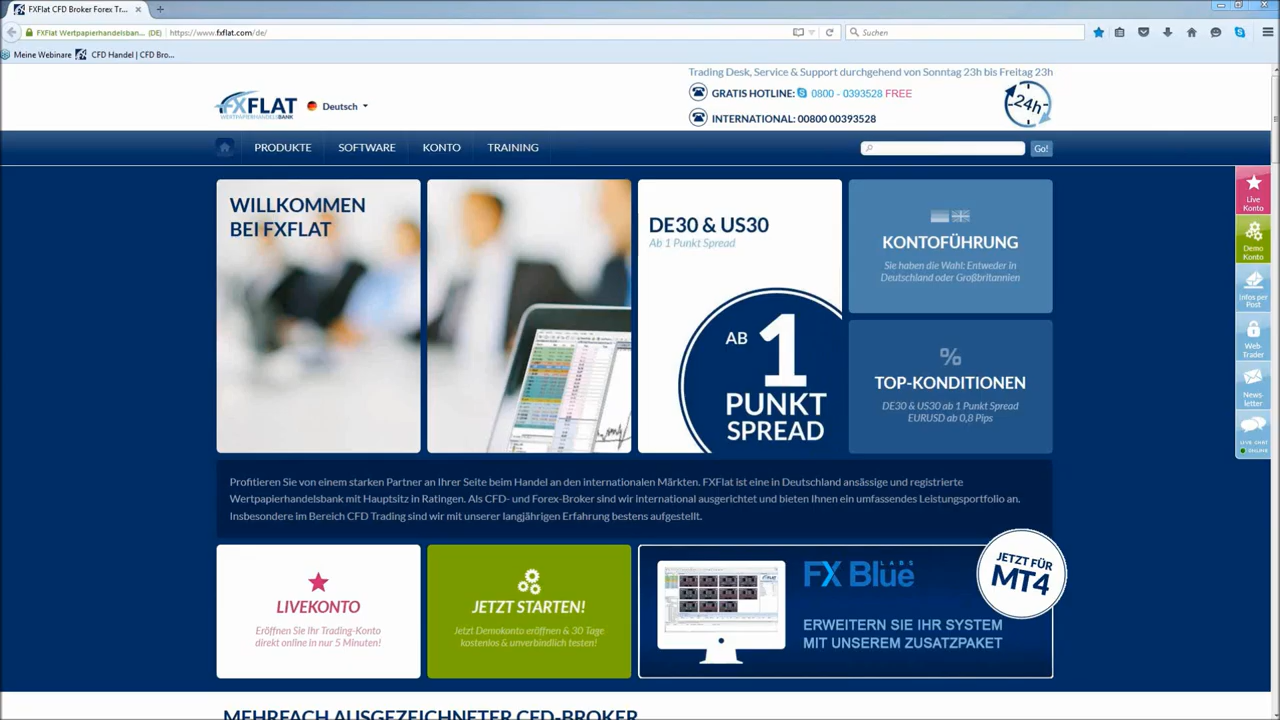 FXFlat CFD Broker Forex Tr...
FXFlat Wertpapierhandelsban... (DE)
https://www.fxflat.com/de/
Suchen
Meine Webinare
CFD Handel | CFD Bro...
Trading Desk, Service & Support durchgehend von Sonntag 23h bis Freitag 23h
FXFLAT
WERTPAPIERHANDELSBANK
Deutsch
GRATIS HOTLINE: 0800 - 0393528 FREE
INTERNATIONAL: 00800 00393528
24h
PRODUKTE
SOFTWARE
KONTO
TRAINING
Go!
WILLKOMMEN
BEI FXFLAT
DE30 & US30
Ab 1 Punkt Spread
AB 1
PUNKT
SPREAD
KONTOFÜHRUNG
Sie haben die Wahl: Entweder in
Deutschland oder Großbritannien
%
TOP-KONDITIONEN
DE30 & US30 ab 1 Punkt Spread
EURUSD ab 0,8 Pips
Live
Konto
Demo
Konto
Infos per
Post
Web-
Trader
News-
letter
LIVE CHAT
ONLINE
Profitieren Sie von einem starken Partner an Ihrer Seite beim Handel an den internationalen Märkten. FXFlat ist eine in Deutschland ansässige und registrierte
Wertpapierhandelsbank mit Hauptsitz in Ratingen. Als CFD- und Forex-Broker sind wir international ausgerichtet und bieten Ihnen ein umfassendes Leistungsportfolio an.
Insbesondere im Bereich CFD Trading sind wir mit unserer langjährigen Erfahrung bestens aufgestellt.
LIVEKONTO
Eröffnen Sie Ihr Trading-Konto
direkt online in nur 5 Minuten!
JETZT STARTEN!
Jetzt Demokonto eröffnen & 30 Tage
kostenlos & unverbindlich testen!
FX Blue LABS
JETZT FÜR
MT4
ERWEITERN SIE IHR SYSTEM
MIT UNSEREM ZUSATZPAKET
MEHRFACH AUSGEZEICHNETER CFD-BROKER